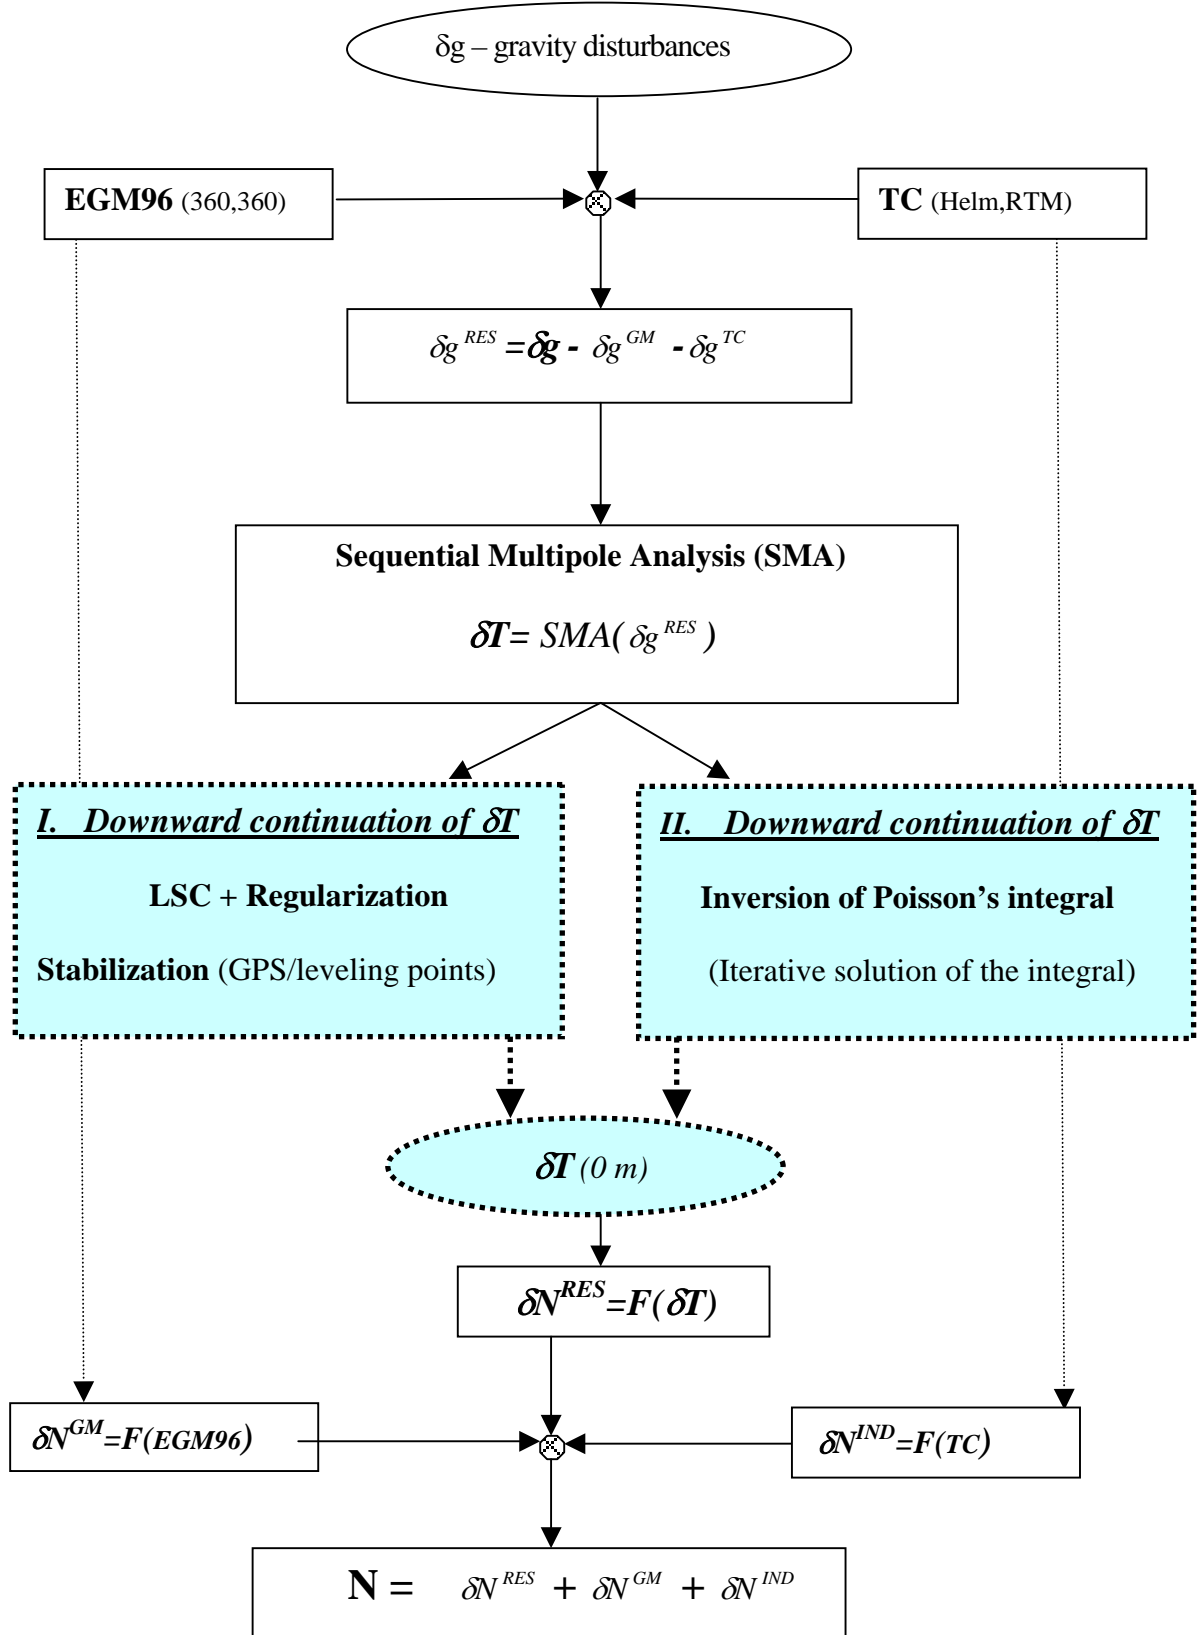 δg – gravity disturbances
EGM96 (360,360)
TC (Helm,RTM)
δg^RES = δg - δg^GM - δg^TC
Sequential Multipole Analysis (SMA)
δT= SMA( δg^RES )
I. Downward continuation of δT
LSC + Regularization
Stabilization (GPS/leveling points)
II. Downward continuation of δT
Inversion of Poisson's integral
(Iterative solution of the integral)
δT (0 m)
δN^RES=F(δT)
δN^GM=F(EGM96)
δN^IND=F(TC)
N = δN^RES + δN^GM + δN^IND